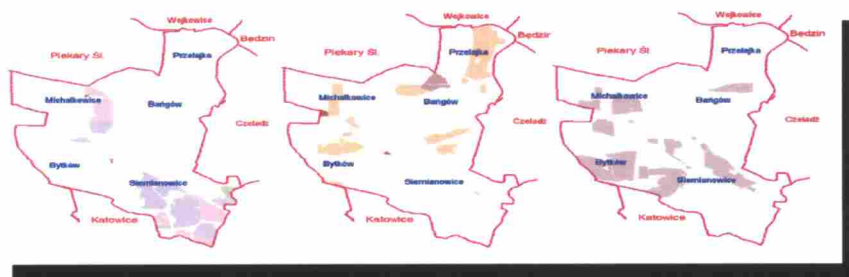 Wojkowice
Będzin
Przełajka
Piekary Śl.
Michałkowice
Bańgów
Czeladź
Bytków
Siemianowice
Katowice
Wojkowice
Będzin
Przełajka
Piekary Śl.
Michałkowice
Bańgów
Czeladź
Bytków
Siemianowice
Katowice
Wojkowice
Będzin
Piekary Śl.
Przełajka
Michałkowice
Bańgów
Czeladź
Bytków
Siemianowice
Katowice